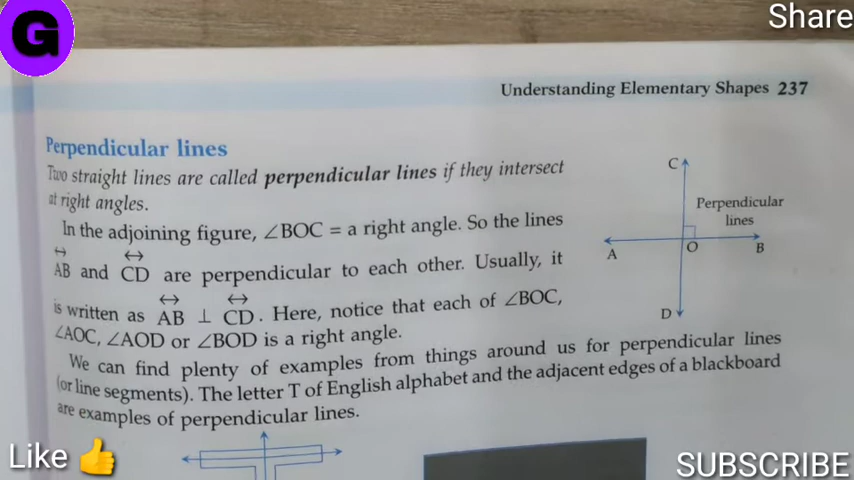 G
Share
Understanding Elementary Shapes 237
Perpendicular lines
Two straight lines are called perpendicular lines if they intersect
at right angles.
In the adjoining figure, ∠BOC = a right angle. So the lines
AB and CD are perpendicular to each other. Usually, it
is written as AB ⊥ CD. Here, notice that each of ∠BOC,
∠AOC, ∠AOD or ∠BOD is a right angle.
We can find plenty of examples from things around us for perpendicular lines
(or line segments). The letter T of English alphabet and the adjacent edges of a blackboard
are examples of perpendicular lines.
C
Perpendicular
lines
A
O
B
D
Like 👍
SUBSCRIBE